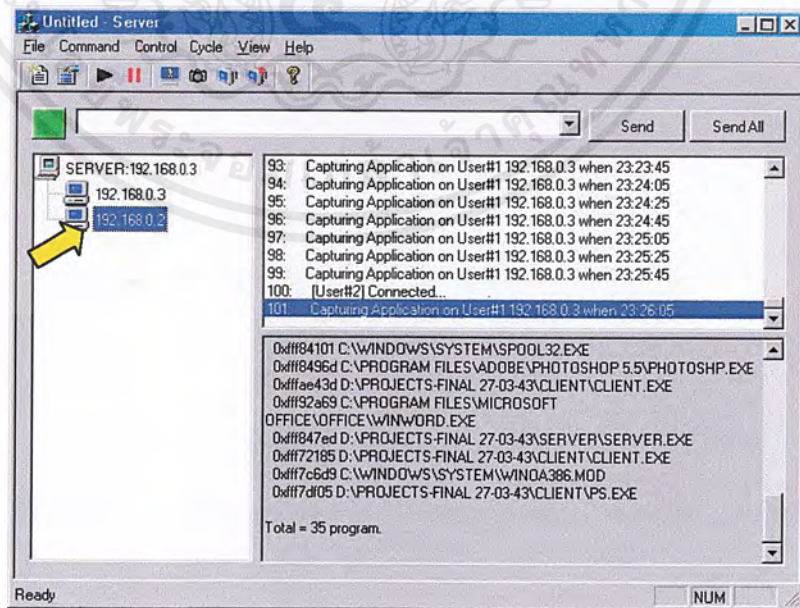 Untitled - Server
File Command Control Cycle View Help
Send
Send All
SERVER:192.168.0.3
192.168.0.3
192.168.0.2
93: Capturing Application on User#1 192.168.0.3 when 23:23:45
94: Capturing Application on User#1 192.168.0.3 when 23:24:05
95: Capturing Application on User#1 192.168.0.3 when 23:24:25
96: Capturing Application on User#1 192.168.0.3 when 23:24:45
97: Capturing Application on User#1 192.168.0.3 when 23:25:05
98: Capturing Application on User#1 192.168.0.3 when 23:25:25
99: Capturing Application on User#1 192.168.0.3 when 23:25:45
100: [User#2] Connected...
101: Capturing Application on User#1 192.168.0.3 when 23:26:05
0xfff84101 C:\WINDOWS\SYSTEM\SPOOL32.EXE
0xfff8496d C:\PROGRAM FILES\ADOBE\PHOTOSHOP 5.5\PHOTOSHP.EXE
0xfffae43d D:\PROJECTS-FINAL 27-03-43\CLIENT\CLIENT.EXE
0xfff92a69 C:\PROGRAM FILES\MICROSOFT
OFFICE\OFFICE\WINWORD.EXE
0xfff847ed D:\PROJECTS-FINAL 27-03-43\SERVER\SERVER.EXE
0xfff72185 D:\PROJECTS-FINAL 27-03-43\CLIENT\CLIENT.EXE
0xfff7c6d9 C:\WINDOWS\SYSTEM\WINOA386.MOD
0xfff7df05 D:\PROJECTS-FINAL 27-03-43\CLIENT\PS.EXE
Total = 35 program.
Ready
NUM